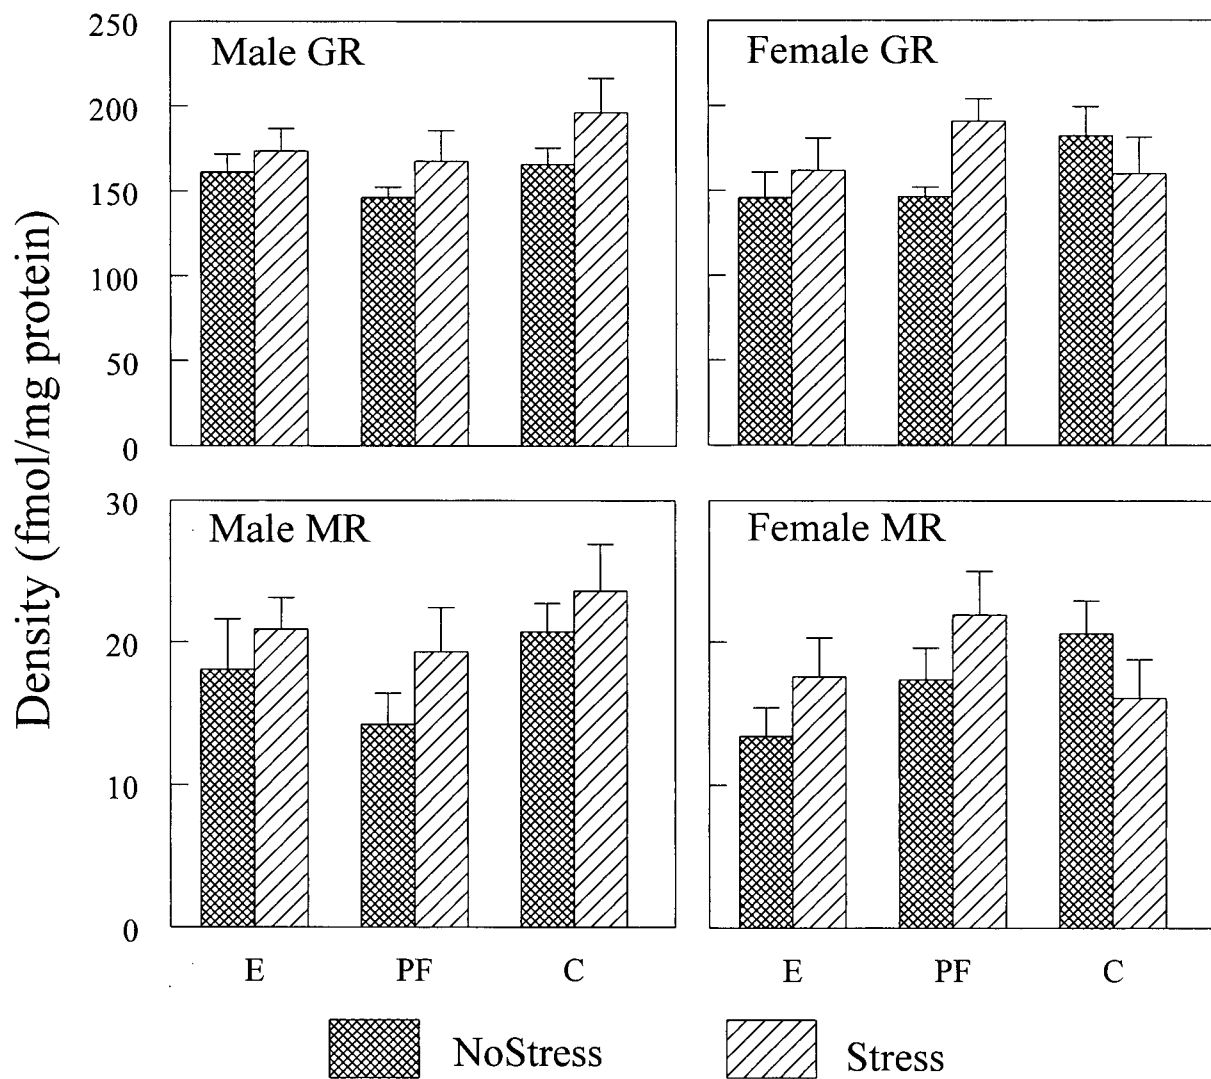 Density (fmol/mg protein)
250
200
150
100
50
0
Male GR
Female GR
30
20
10
0
Male MR
Female MR
E PF C
E PF C
NoStress
Stress